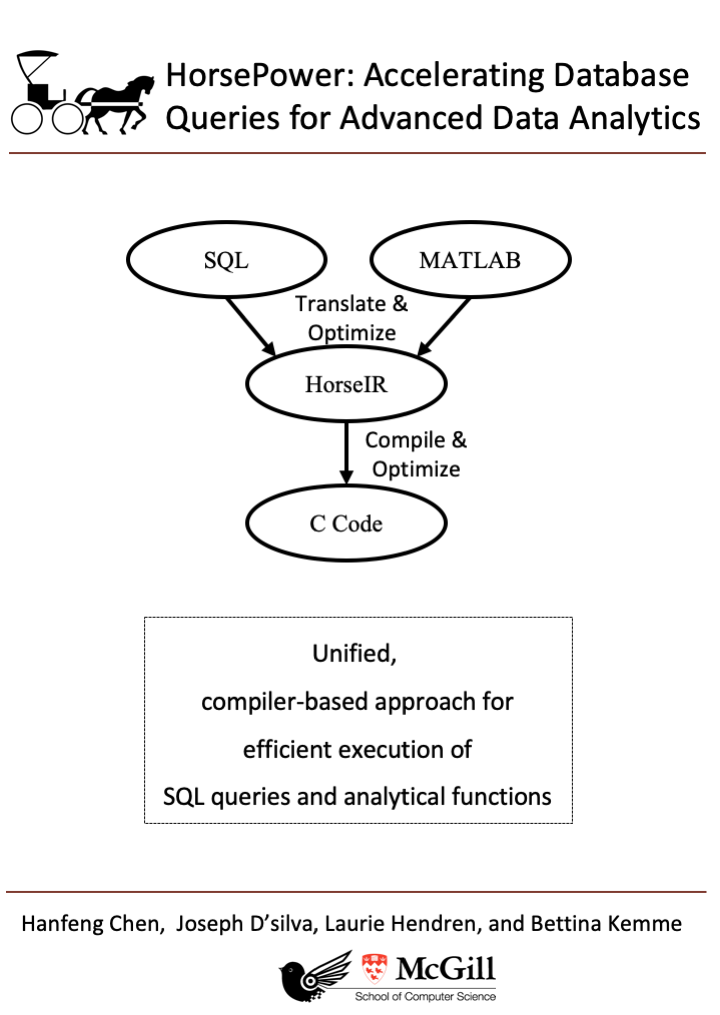 HorsePower: Accelerating Database
Queries for Advanced Data Analytics
SQL
MATLAB
Translate &
Optimize
HorseIR
Compile &
Optimize
C Code
Unified,
compiler-based approach for
efficient execution of
SQL queries and analytical functions
Hanfeng Chen, Joseph D’silva, Laurie Hendren, and Bettina Kemme
McGill
School of Computer Science